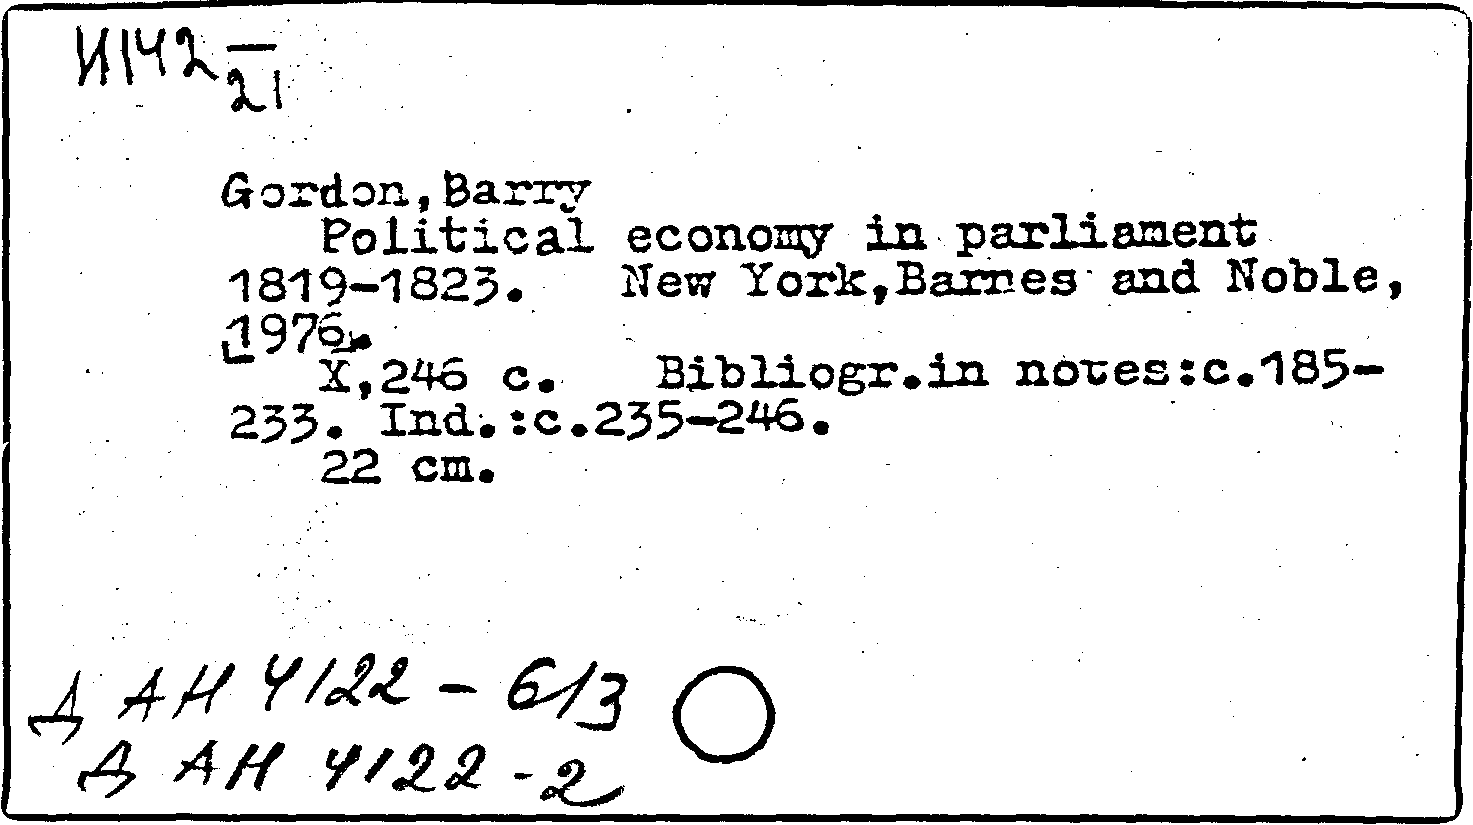 И142 —
21
Gordon, Barry
Political economy in parliament
1819-1823. New York, Barnes and Noble,
[1976].
X, 246 c. Bibliogr. in notes: c. 185-
233. Ind.: c. 235-246.
22 cm.
Д АН 4122 - 6/3
Д АН 4122 - 2